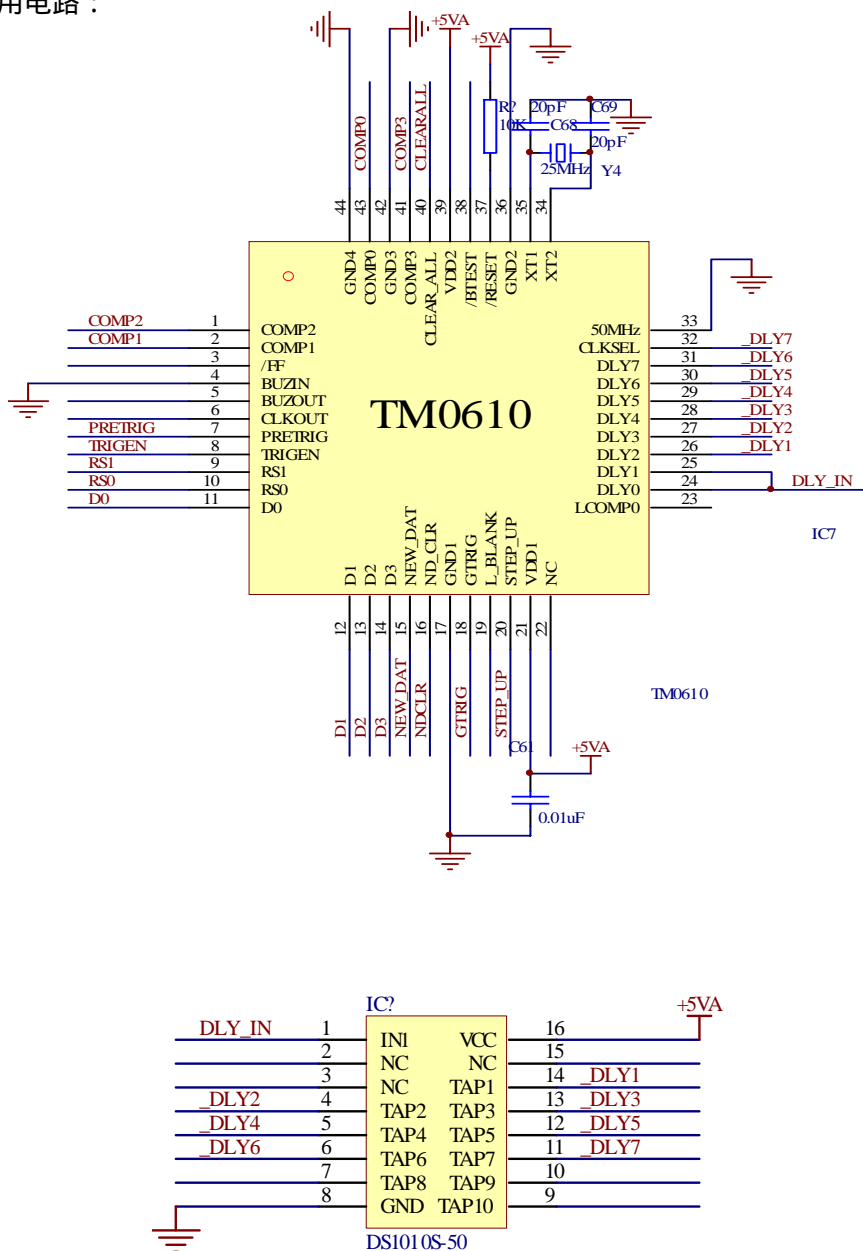 用电路：
+5VA
+5VA
R?
10K
20pF
C69
C68
20pF
25MHz
Y4
COMP0
COMP3
CLEARALL
44
43
42
41
40
39
38
37
36
35
34
GND4
COMP0
GND3
COMP3
CLEAR_ALL
VDD2
/BTEST
/RESET
GND2
XT1
XT2
COMP2 1 COMP2
COMP1 2 COMP1
3 /FF
4 BUZIN
5 BUZOUT
6 CLKOUT
PRETRIG 7 PRETRIG
TRIGEN 8 TRIGEN
RS1 9 RS1
RS0 10 RS0
D0 11 D0
TM0610
50MHz 33
CLKSEL 32 _DLY7
DLY7 31 _DLY6
DLY6 30 _DLY5
DLY5 29 _DLY4
DLY4 28 _DLY3
DLY3 27 _DLY2
DLY2 26 _DLY1
DLY1 25
DLY0 24 DLY_IN
LCOMP0 23
IC7
D1
D2
D3
NEW_DAT
ND_CLR
GND1
GTRIG
L_BLANK
STEP_UP
VDD1
NC
12
13
14
15
16
17
18
19
20
21
22
D1
D2
D3
NEW_DAT
NDCLR
GTRIG
STEP_UP
TM0610
C61
+5VA
0.01uF
IC?
+5VA
DLY_IN 1 IN1 VCC 16
2 NC NC 15
3 NC TAP1 14 _DLY1
_DLY2 4 TAP2 TAP3 13 _DLY3
_DLY4 5 TAP4 TAP5 12 _DLY5
_DLY6 6 TAP6 TAP7 11 _DLY7
7 TAP8 TAP9 10
8 GND TAP10 9
DS1010S-50